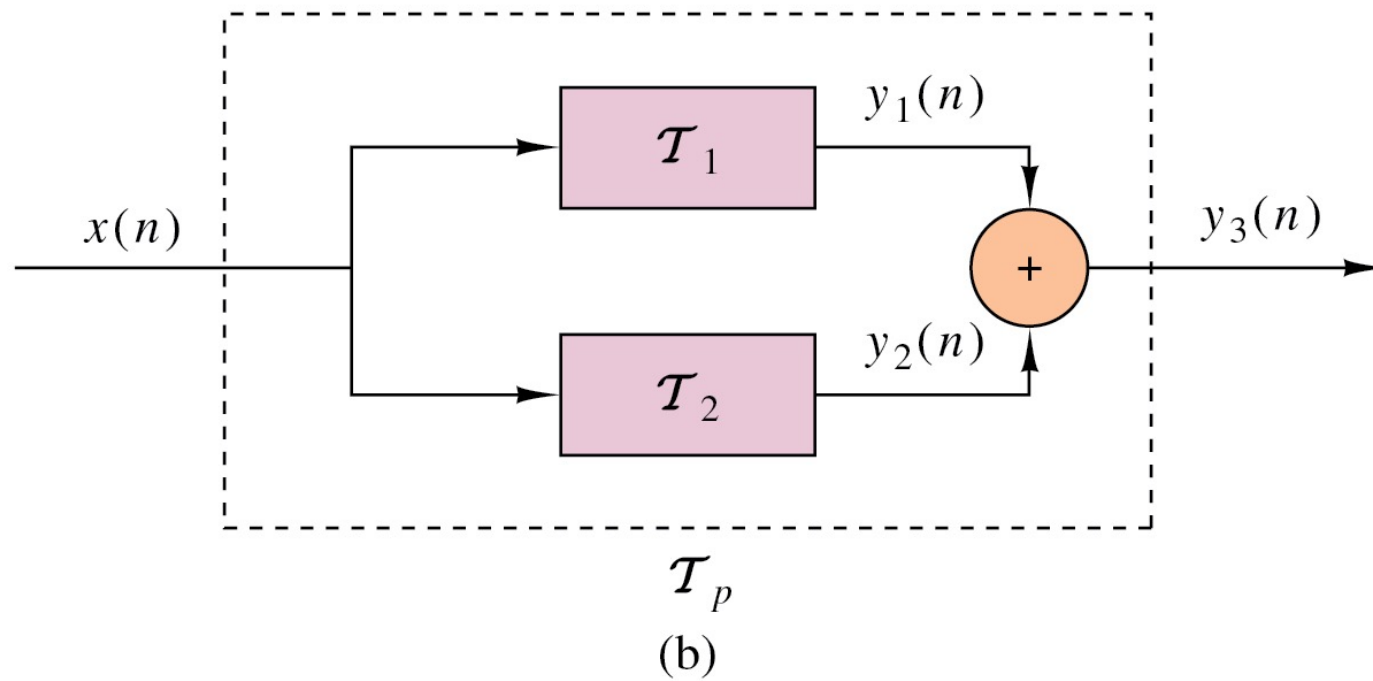 y₁(n)
𝒯₁
x(n)
y₃(n)
+
y₂(n)
𝒯₂
𝒯ₚ
(b)